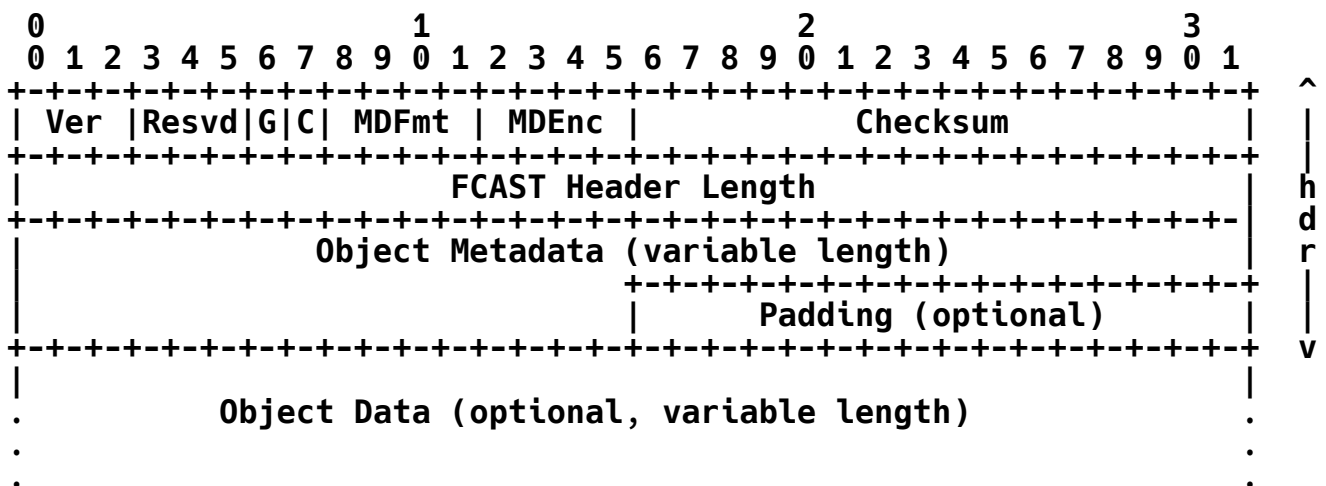 0                   1                   2                   3
 0 1 2 3 4 5 6 7 8 9 0 1 2 3 4 5 6 7 8 9 0 1 2 3 4 5 6 7 8 9 0 1
+-+-+-+-+-+-+-+-+-+-+-+-+-+-+-+-+-+-+-+-+-+-+-+-+-+-+-+-+-+-+-+-+  ^
| Ver |Resvd|G|C| MDFmt | MDEnc |           Checksum            |  |
+-+-+-+-+-+-+-+-+-+-+-+-+-+-+-+-+-+-+-+-+-+-+-+-+-+-+-+-+-+-+-+-+  |
|                      FCAST Header Length                      |  h
+-+-+-+-+-+-+-+-+-+-+-+-+-+-+-+-+-+-+-+-+-+-+-+-+-+-+-+-+-+-+-+-|  d
|               Object Metadata (variable length)               |  r
|                               +-+-+-+-+-+-+-+-+-+-+-+-+-+-+-+-+  |
|                               |      Padding (optional)       |  |
+-+-+-+-+-+-+-+-+-+-+-+-+-+-+-+-+-+-+-+-+-+-+-+-+-+-+-+-+-+-+-+-+  v
|                                                               |
.          Object Data (optional, variable length)              .
.                                                               .
.                                                               .